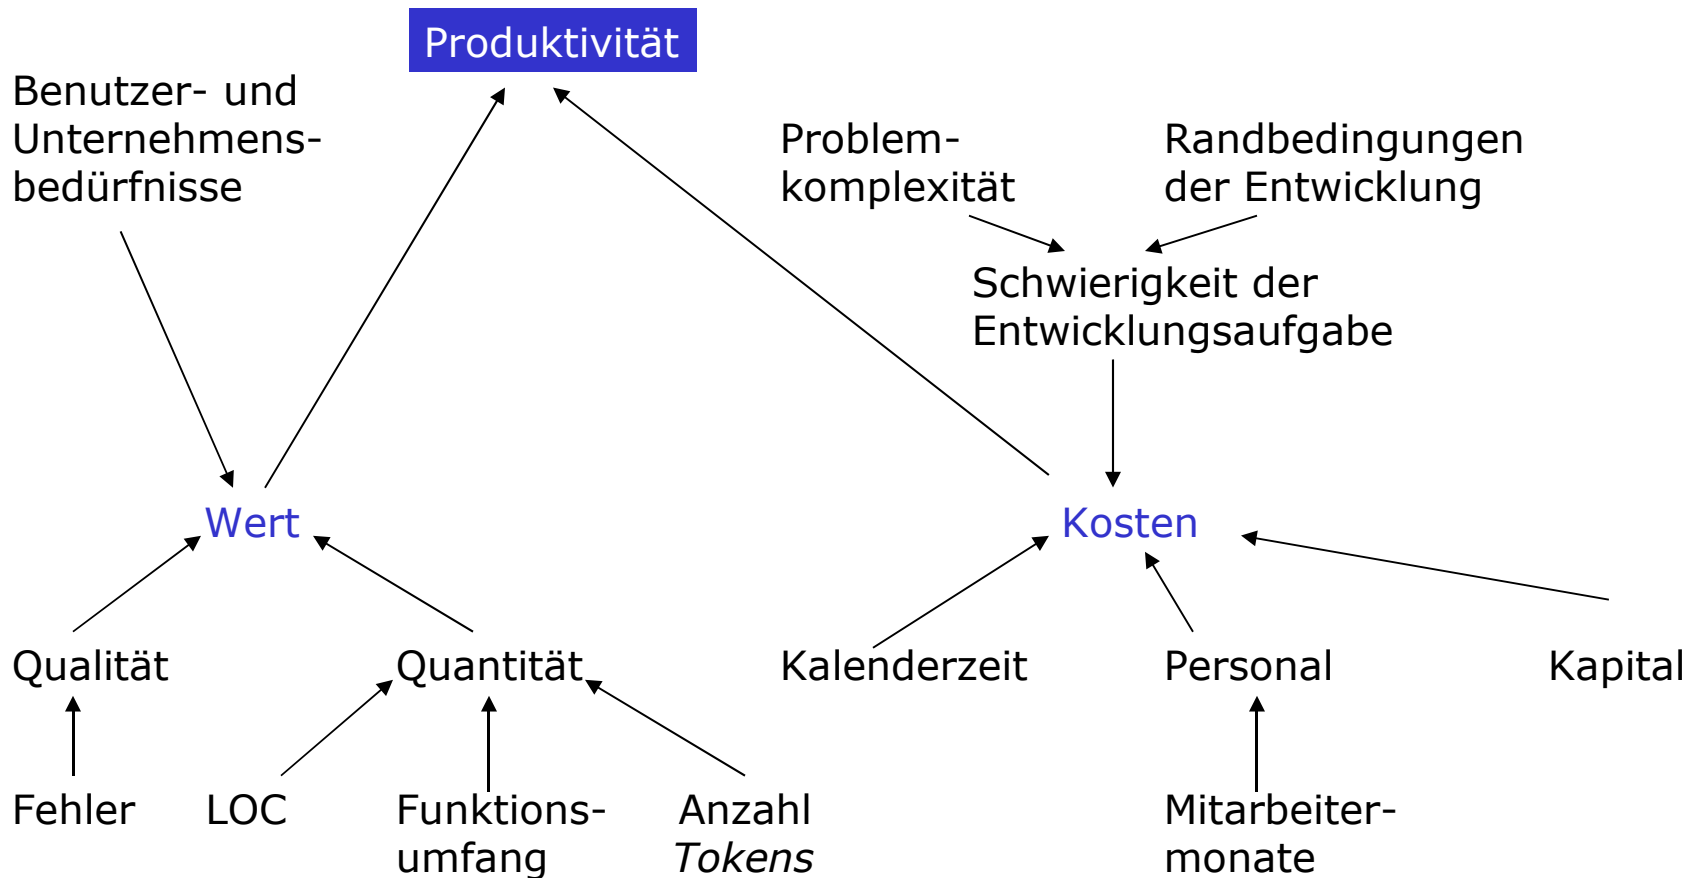 Produktivität
Benutzer- und
Unternehmens-
bedürfnisse
Problem-
komplexität
Randbedingungen
der Entwicklung
Schwierigkeit der
Entwicklungsaufgabe
Wert
Kosten
Qualität
Quantität
Kalenderzeit
Personal
Kapital
Fehler
LOC
Funktions-
umfang
Anzahl
Tokens
Mitarbeiter-
monate